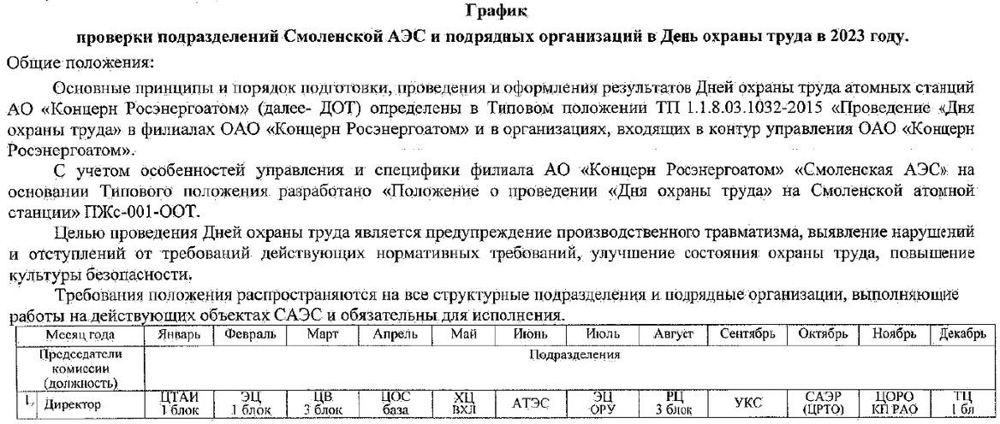 График
проверки подразделений Смоленской АЭС и подрядных организаций в День охраны труда в 2023 году.
Общие положения:
Основные принципы и порядок подготовки, проведения и оформления результатов Дней охраны труда атомных станций
АО «Концерн Росэнергоатом» (далее- ДОТ) определены в Типовом положении ТП 1.1.8.03.1032-2015 «Проведение «Дня
охраны труда» в филиалах ОАО «Концерн Росэнергоатом» и в организациях, входящих в контур управления ОАО «Концерн
Росэнергоатом».
С учетом особенностей управления и специфики филиала АО «Концерн Росэнергоатом» «Смоленская АЭС» на
основании Типового положения разработано «Положение о проведении «Дня охраны труда» на Смоленской атомной
станции» ПЖс-001-ООТ.
Целью проведения Дней охраны труда является предупреждение производственного травматизма, выявление нарушений
и отступлений от требований действующих нормативных требований, улучшение состояния охраны труда, повышение
культуры безопасности.
Требования положения распространяются на все структурные подразделения и подрядные организации, выполняющие
работы на действующих объектах САЭС и обязательны для исполнения.
Месяц года Январь Февраль Март Апрель Май Июнь Июль Август Сентябрь Октябрь Ноябрь Декабрь
Председатели Подразделения
комиссии
(должность)
1. Директор ЦТАИ ЭЦ ЦВ ЦОС ХЦ АТЭС ЭЦ РЦ УКС САЭР ЦОРО ТЦ
1 блок 1 блок 3 блок база ВХЛ ОРУ 3 блок (ЦРТО) КП РАО 1 бл